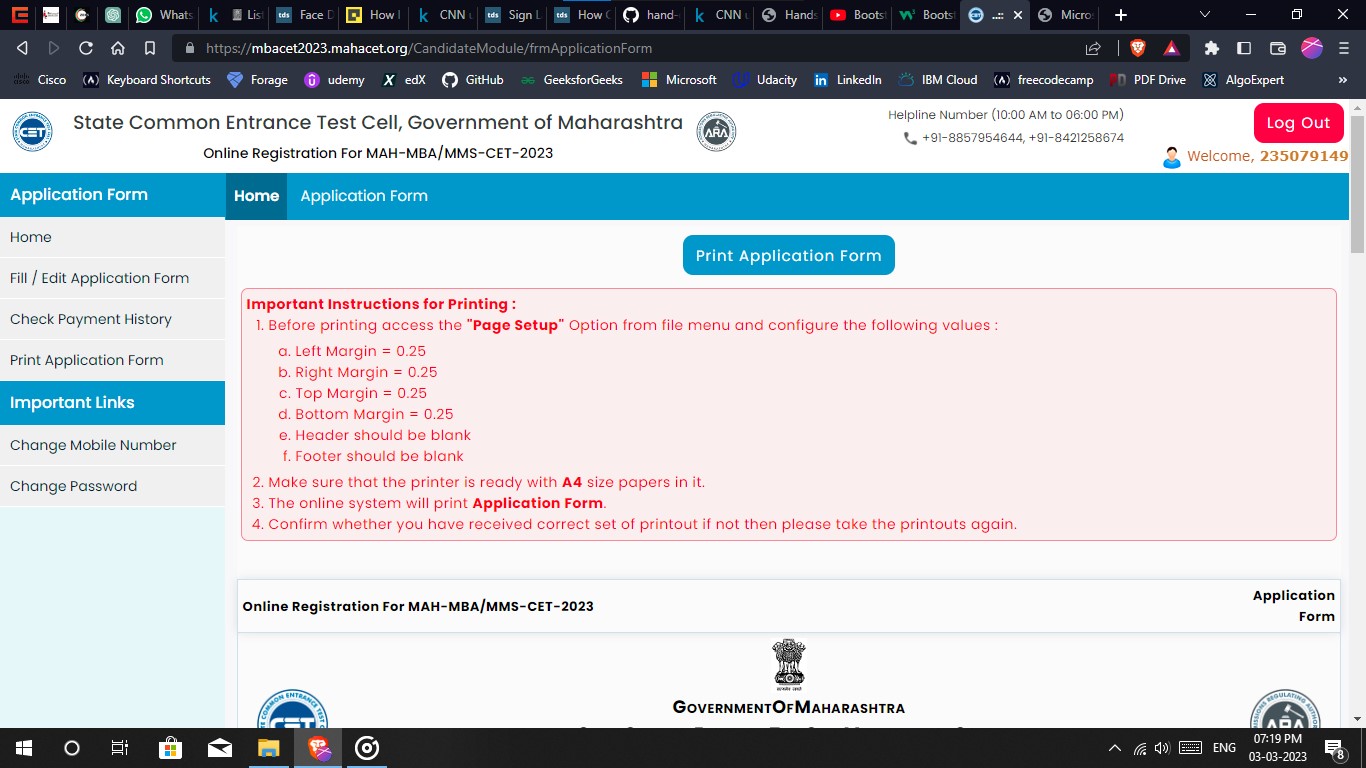 Whats
List
Face D
How I
CNN u
Sign L
How C
hand-
CNN u
Hands
Boots
Boots
..::
Micros
https://mbacet2023.mahacet.org/CandidateModule/frmApplicationForm
Cisco Keyboard Shortcuts Forage udemy edX GitHub GeeksforGeeks Microsoft Udacity LinkedIn IBM Cloud freecodecamp PDF Drive AlgoExpert »
State Common Entrance Test Cell, Government of Maharashtra
Online Registration For MAH-MBA/MMS-CET-2023
CET
ARA
Helpline Number (10:00 AM to 06:00 PM)
+91-8857954644, +91-8421258674
Log Out
Welcome, 235079149
Application Form
Home
Fill / Edit Application Form
Check Payment History
Print Application Form
Important Links
Change Mobile Number
Change Password
Home Application Form
Print Application Form
Important Instructions for Printing :
1. Before printing access the "Page Setup" Option from file menu and configure the following values :
a. Left Margin = 0.25
b. Right Margin = 0.25
c. Top Margin = 0.25
d. Bottom Margin = 0.25
e. Header should be blank
f. Footer should be blank
2. Make sure that the printer is ready with A4 size papers in it.
3. The online system will print Application Form.
4. Confirm whether you have received correct set of printout if not then please take the printouts again.
Online Registration For MAH-MBA/MMS-CET-2023
Application
Form
GOVERNMENTOFMAHARASHTRA
ENG
07:19 PM
03-03-2023
8